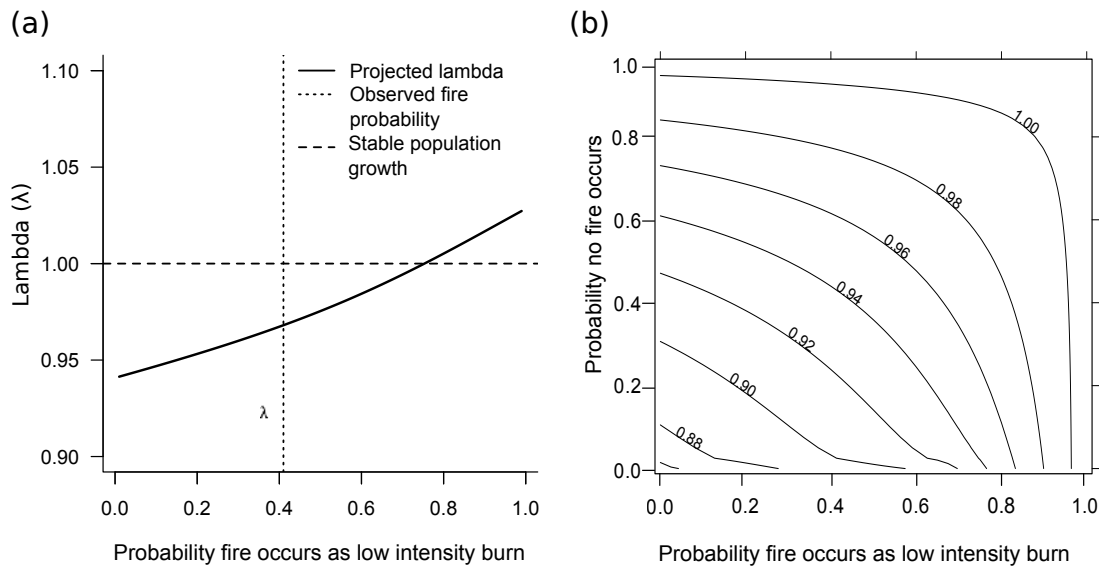 (a)
1.10
1.05
1.00
0.95
0.90
Lambda (λ)
Projected lambda
Observed fire
probability
Stable population
growth
λ
0.0 0.2 0.4 0.6 0.8 1.0
Probability fire occurs as low intensity burn
(b)
1.0
0.8
0.6
0.4
0.2
0.0
Probability no fire occurs
1.00
0.98
0.96
0.94
0.92
0.90
0.88
0.0 0.2 0.4 0.6 0.8 1.0
Probability fire occurs as low intensity burn